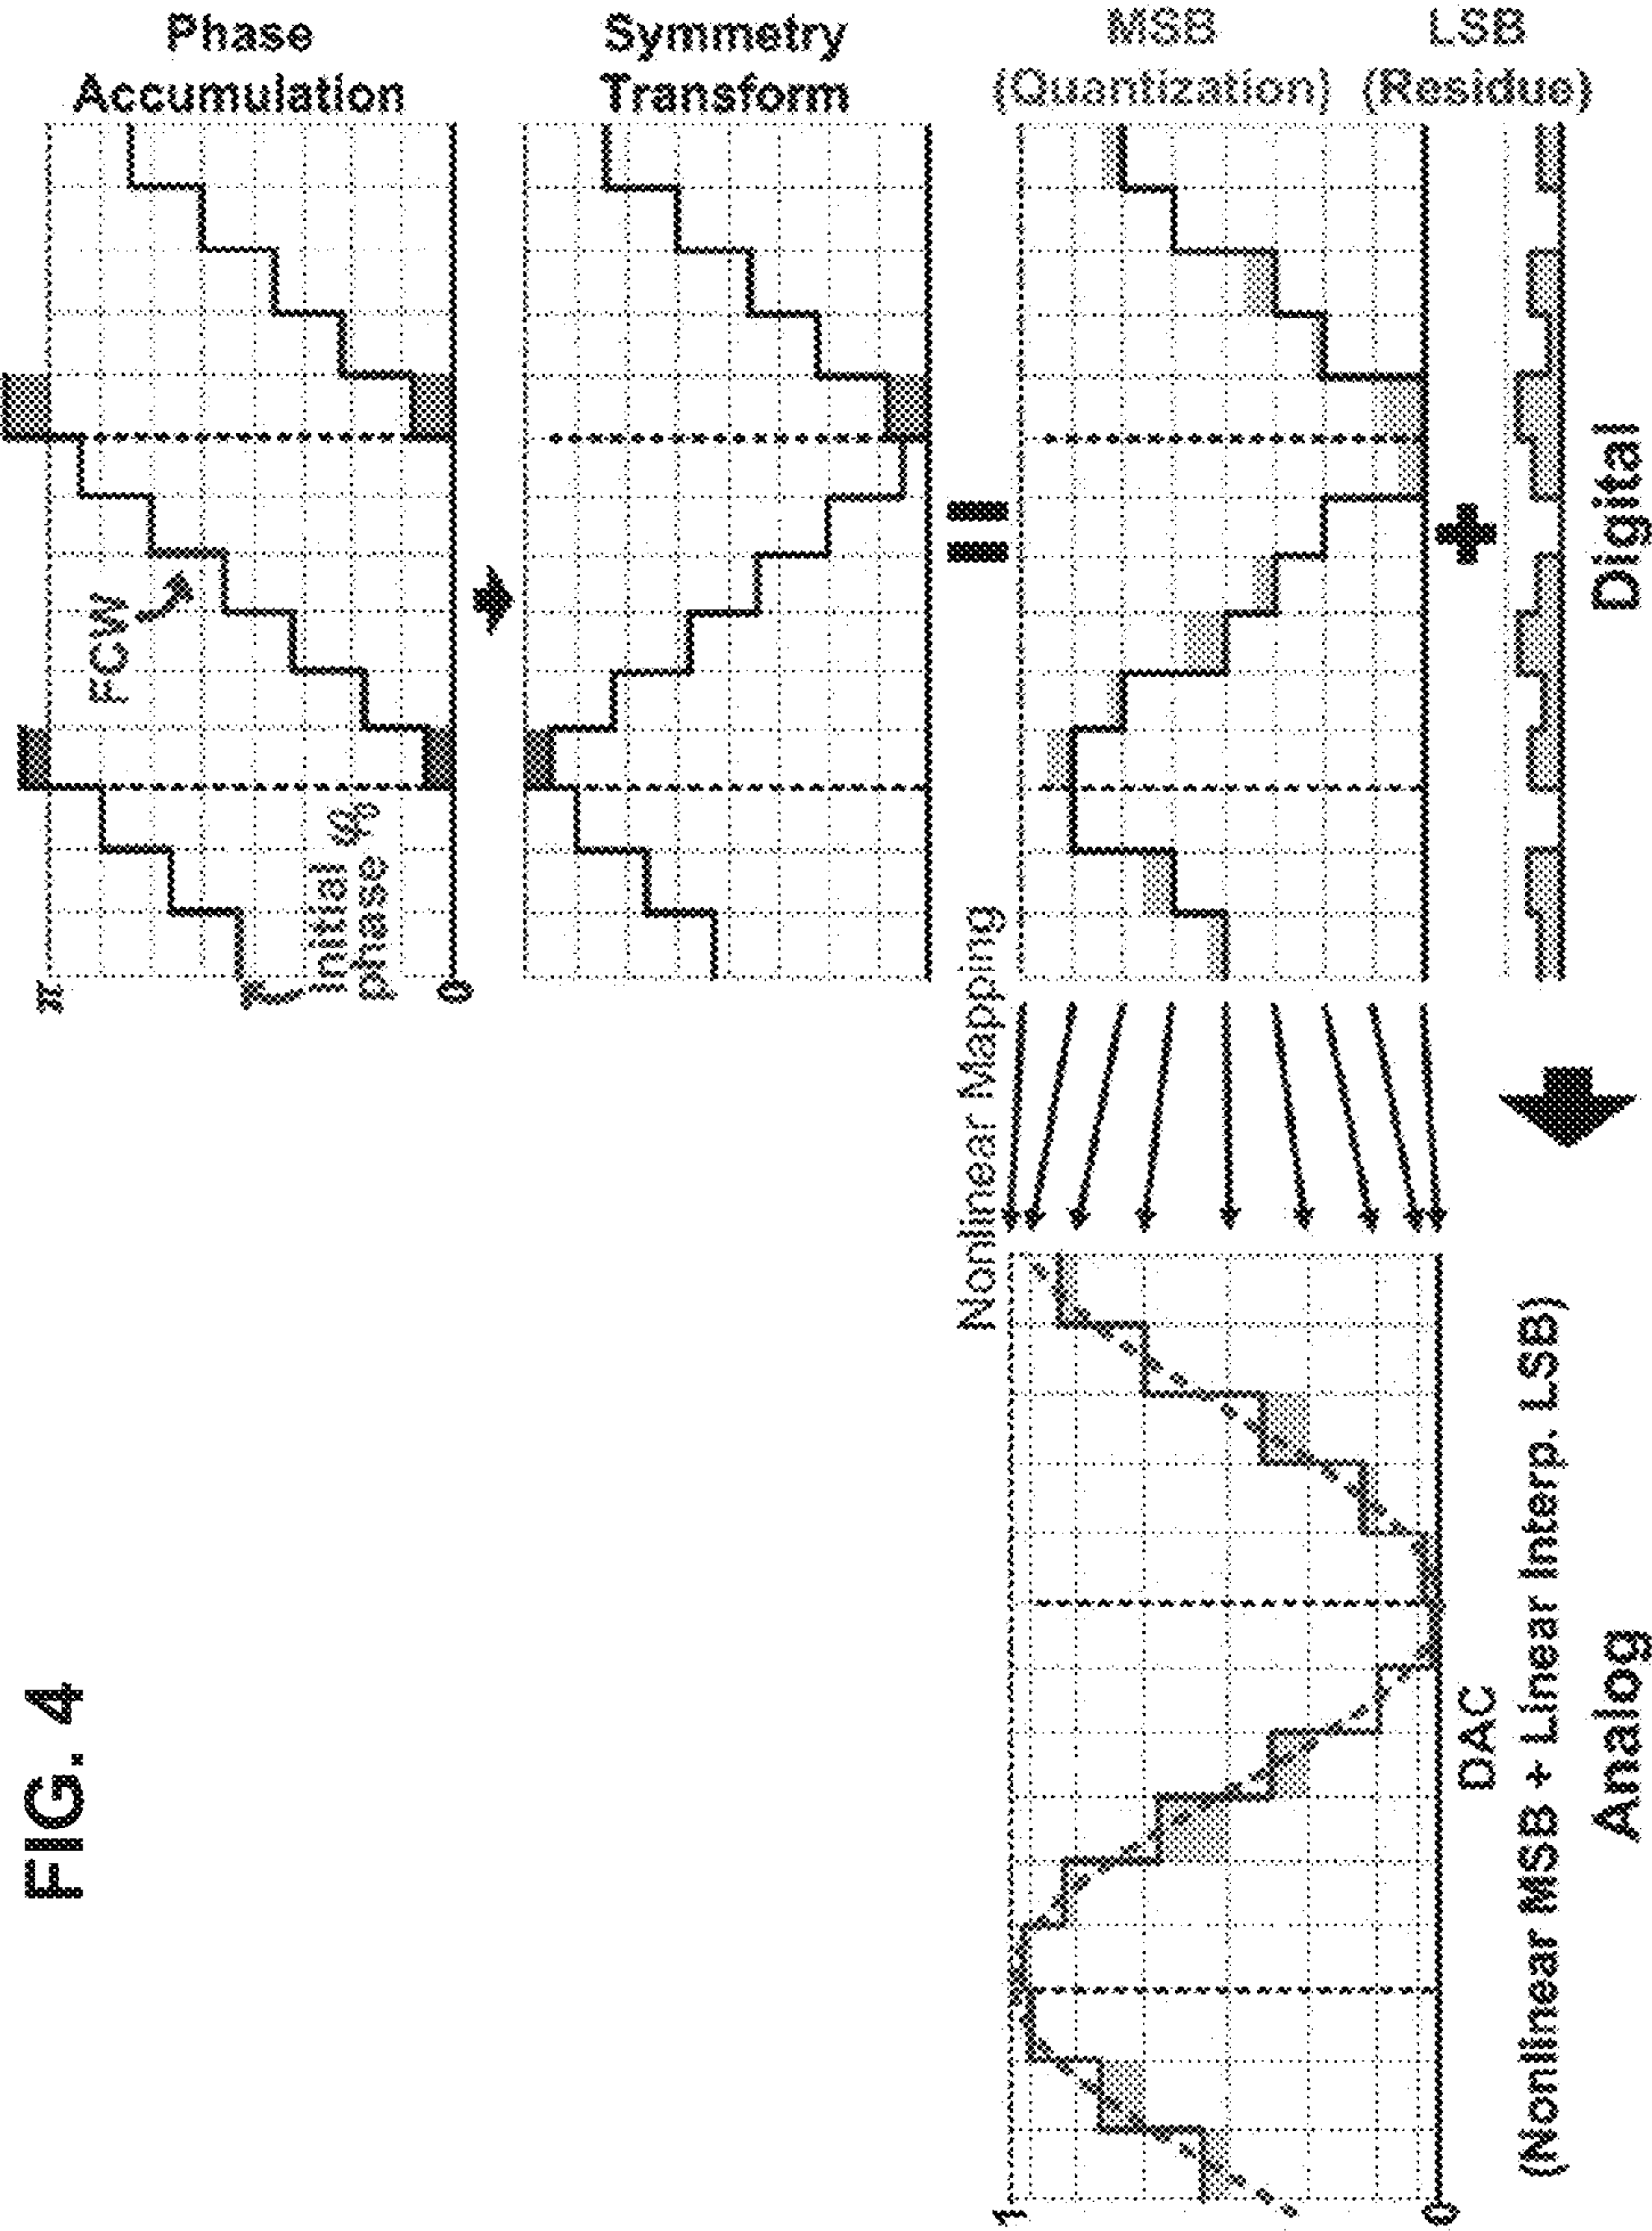 FIG. 4
Phase
Accumulation
π
FCW
Initial φ₀
phase
0
Symmetry
Transform
MSB
(Quantization)
LSB
(Residue)
Digital
Nonlinear Mapping
1
0
DAC
(Nonlinear MSB + Linear Interp. LSB)
Analog